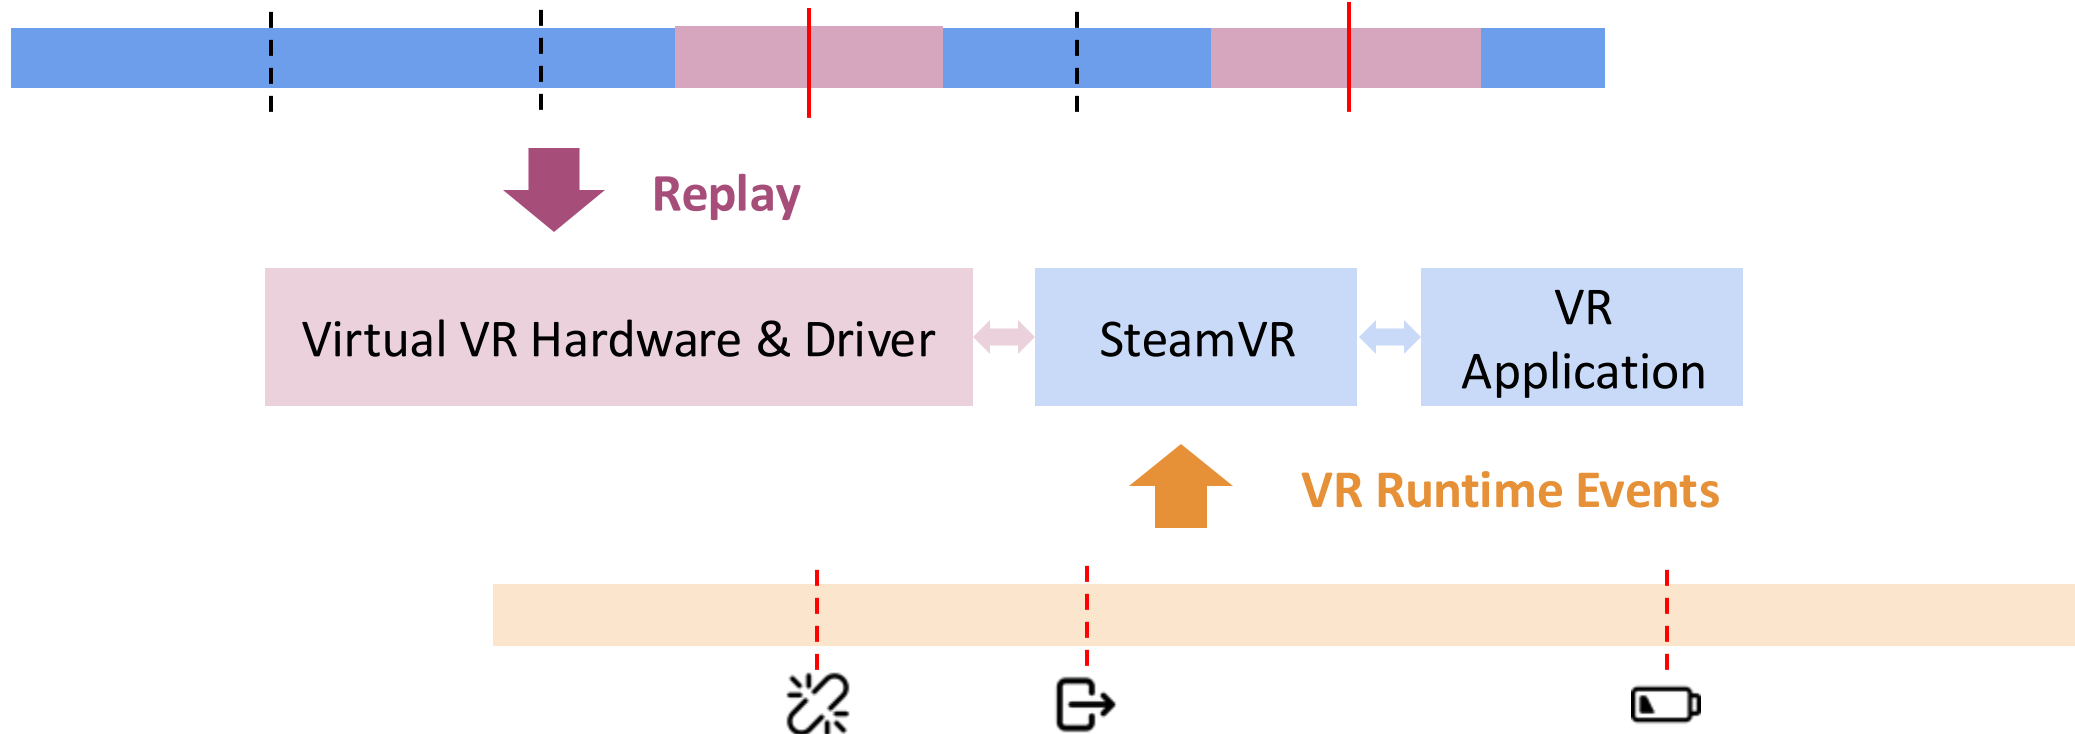 Replay
Virtual VR Hardware & Driver
SteamVR
VR
Application
VR Runtime Events